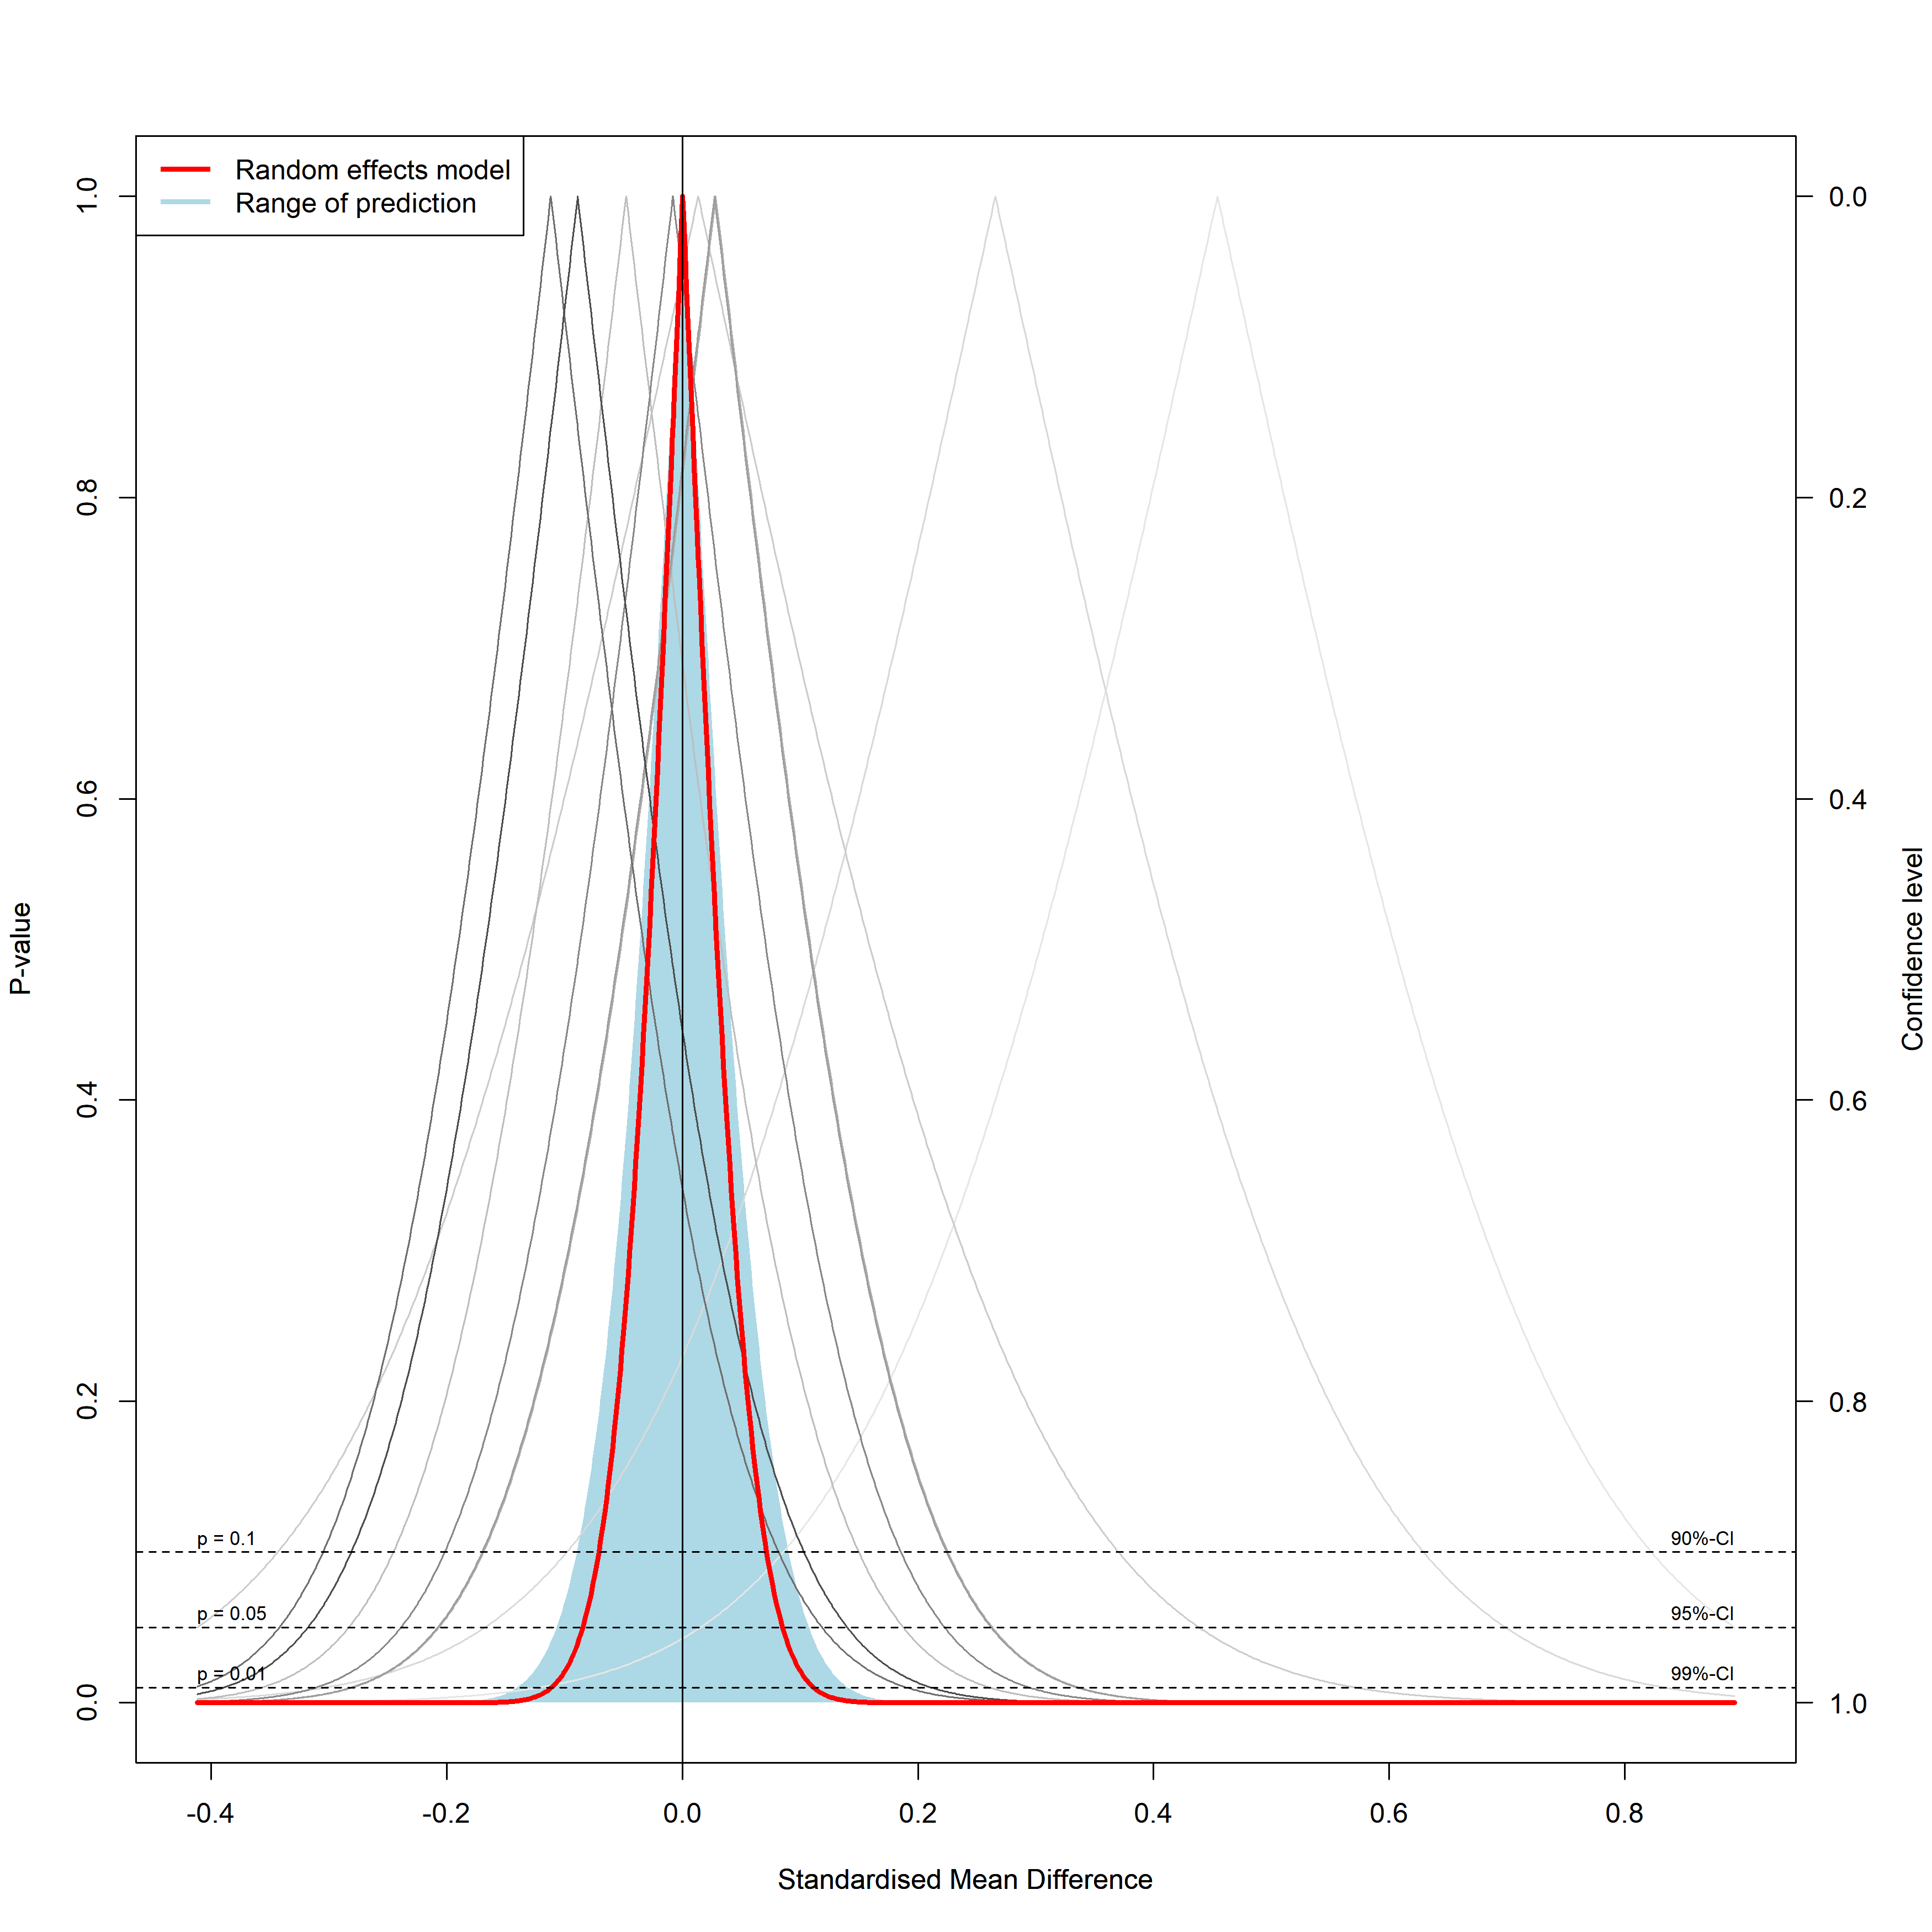 Random effects model
Range of prediction
1.0
0.8
0.6
0.4
0.2
0.0
P-value
0.0
0.2
0.4
0.6
0.8
1.0
Confidence level
p = 0.1
90%-CI
p = 0.05
95%-CI
p = 0.01
99%-CI
-0.4
-0.2
0.0
0.2
0.4
0.6
0.8
Standardised Mean Difference